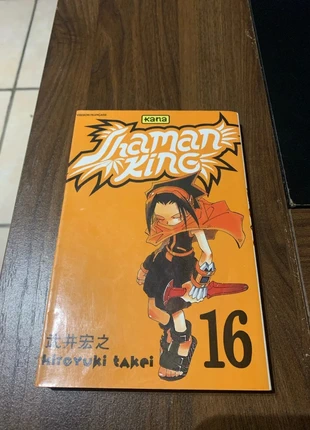 KANA
Shaman
King
武井宏之
hiroyuki takei
16